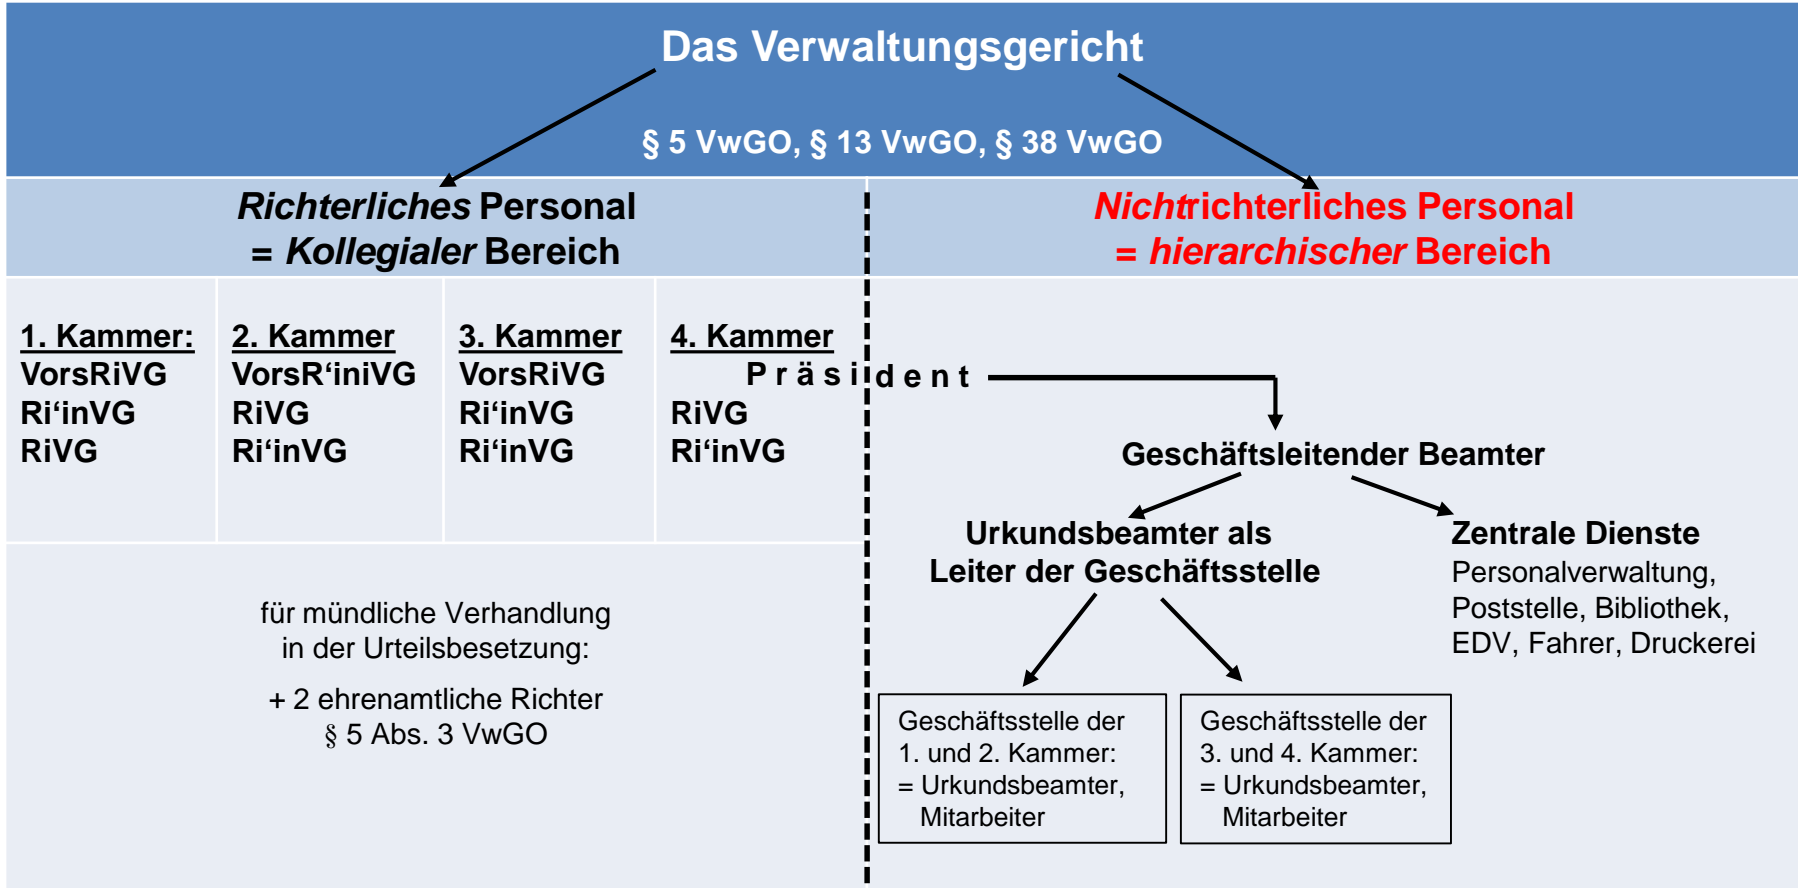 Das Verwaltungsgericht
§ 5 VwGO, § 13 VwGO, § 38 VwGO
Richterliches Personal
= Kollegialer Bereich
Nichtrichterliches Personal
= hierarchischer Bereich
1. Kammer:
VorsRiVG
Ri‘inVG
RiVG
2. Kammer
VorsR‘iniVG
RiVG
Ri‘inVG
3. Kammer
VorsRiVG
Ri‘inVG
Ri‘inVG
4. Kammer
P r ä s i d e n t
RiVG
Ri‘inVG
für mündliche Verhandlung
in der Urteilsbesetzung:
+ 2 ehrenamtliche Richter
§ 5 Abs. 3 VwGO
Geschäftsleitender Beamter
Urkundsbeamter als
Leiter der Geschäftsstelle
Zentrale Dienste
Personalverwaltung,
Poststelle, Bibliothek,
EDV, Fahrer, Druckerei
Geschäftsstelle der
1. und 2. Kammer:
= Urkundsbeamter,
Mitarbeiter
Geschäftsstelle der
3. und 4. Kammer:
= Urkundsbeamter,
Mitarbeiter